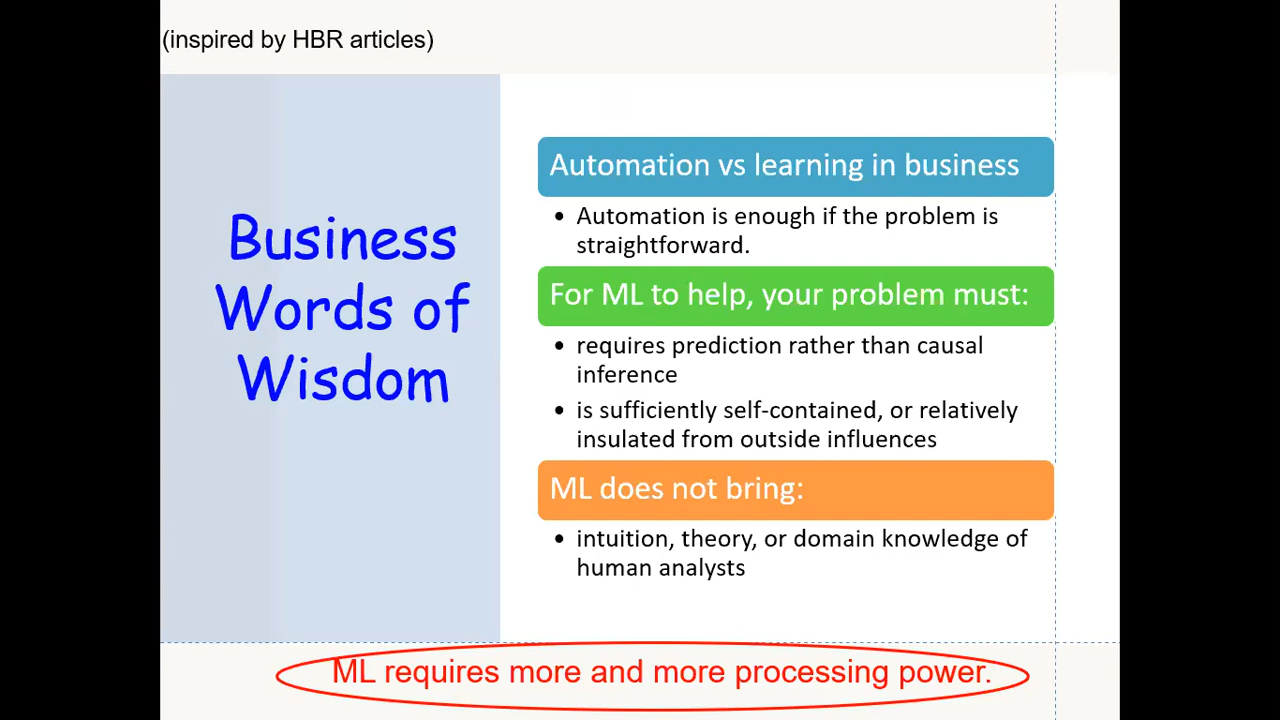 (inspired by HBR articles)
Business
Words of
Wisdom
Automation vs learning in business
• Automation is enough if the problem is
straightforward.
For ML to help, your problem must:
• requires prediction rather than causal
inference
• is sufficiently self-contained, or relatively
insulated from outside influences
ML does not bring:
• intuition, theory, or domain knowledge of
human analysts
ML requires more and more processing power.